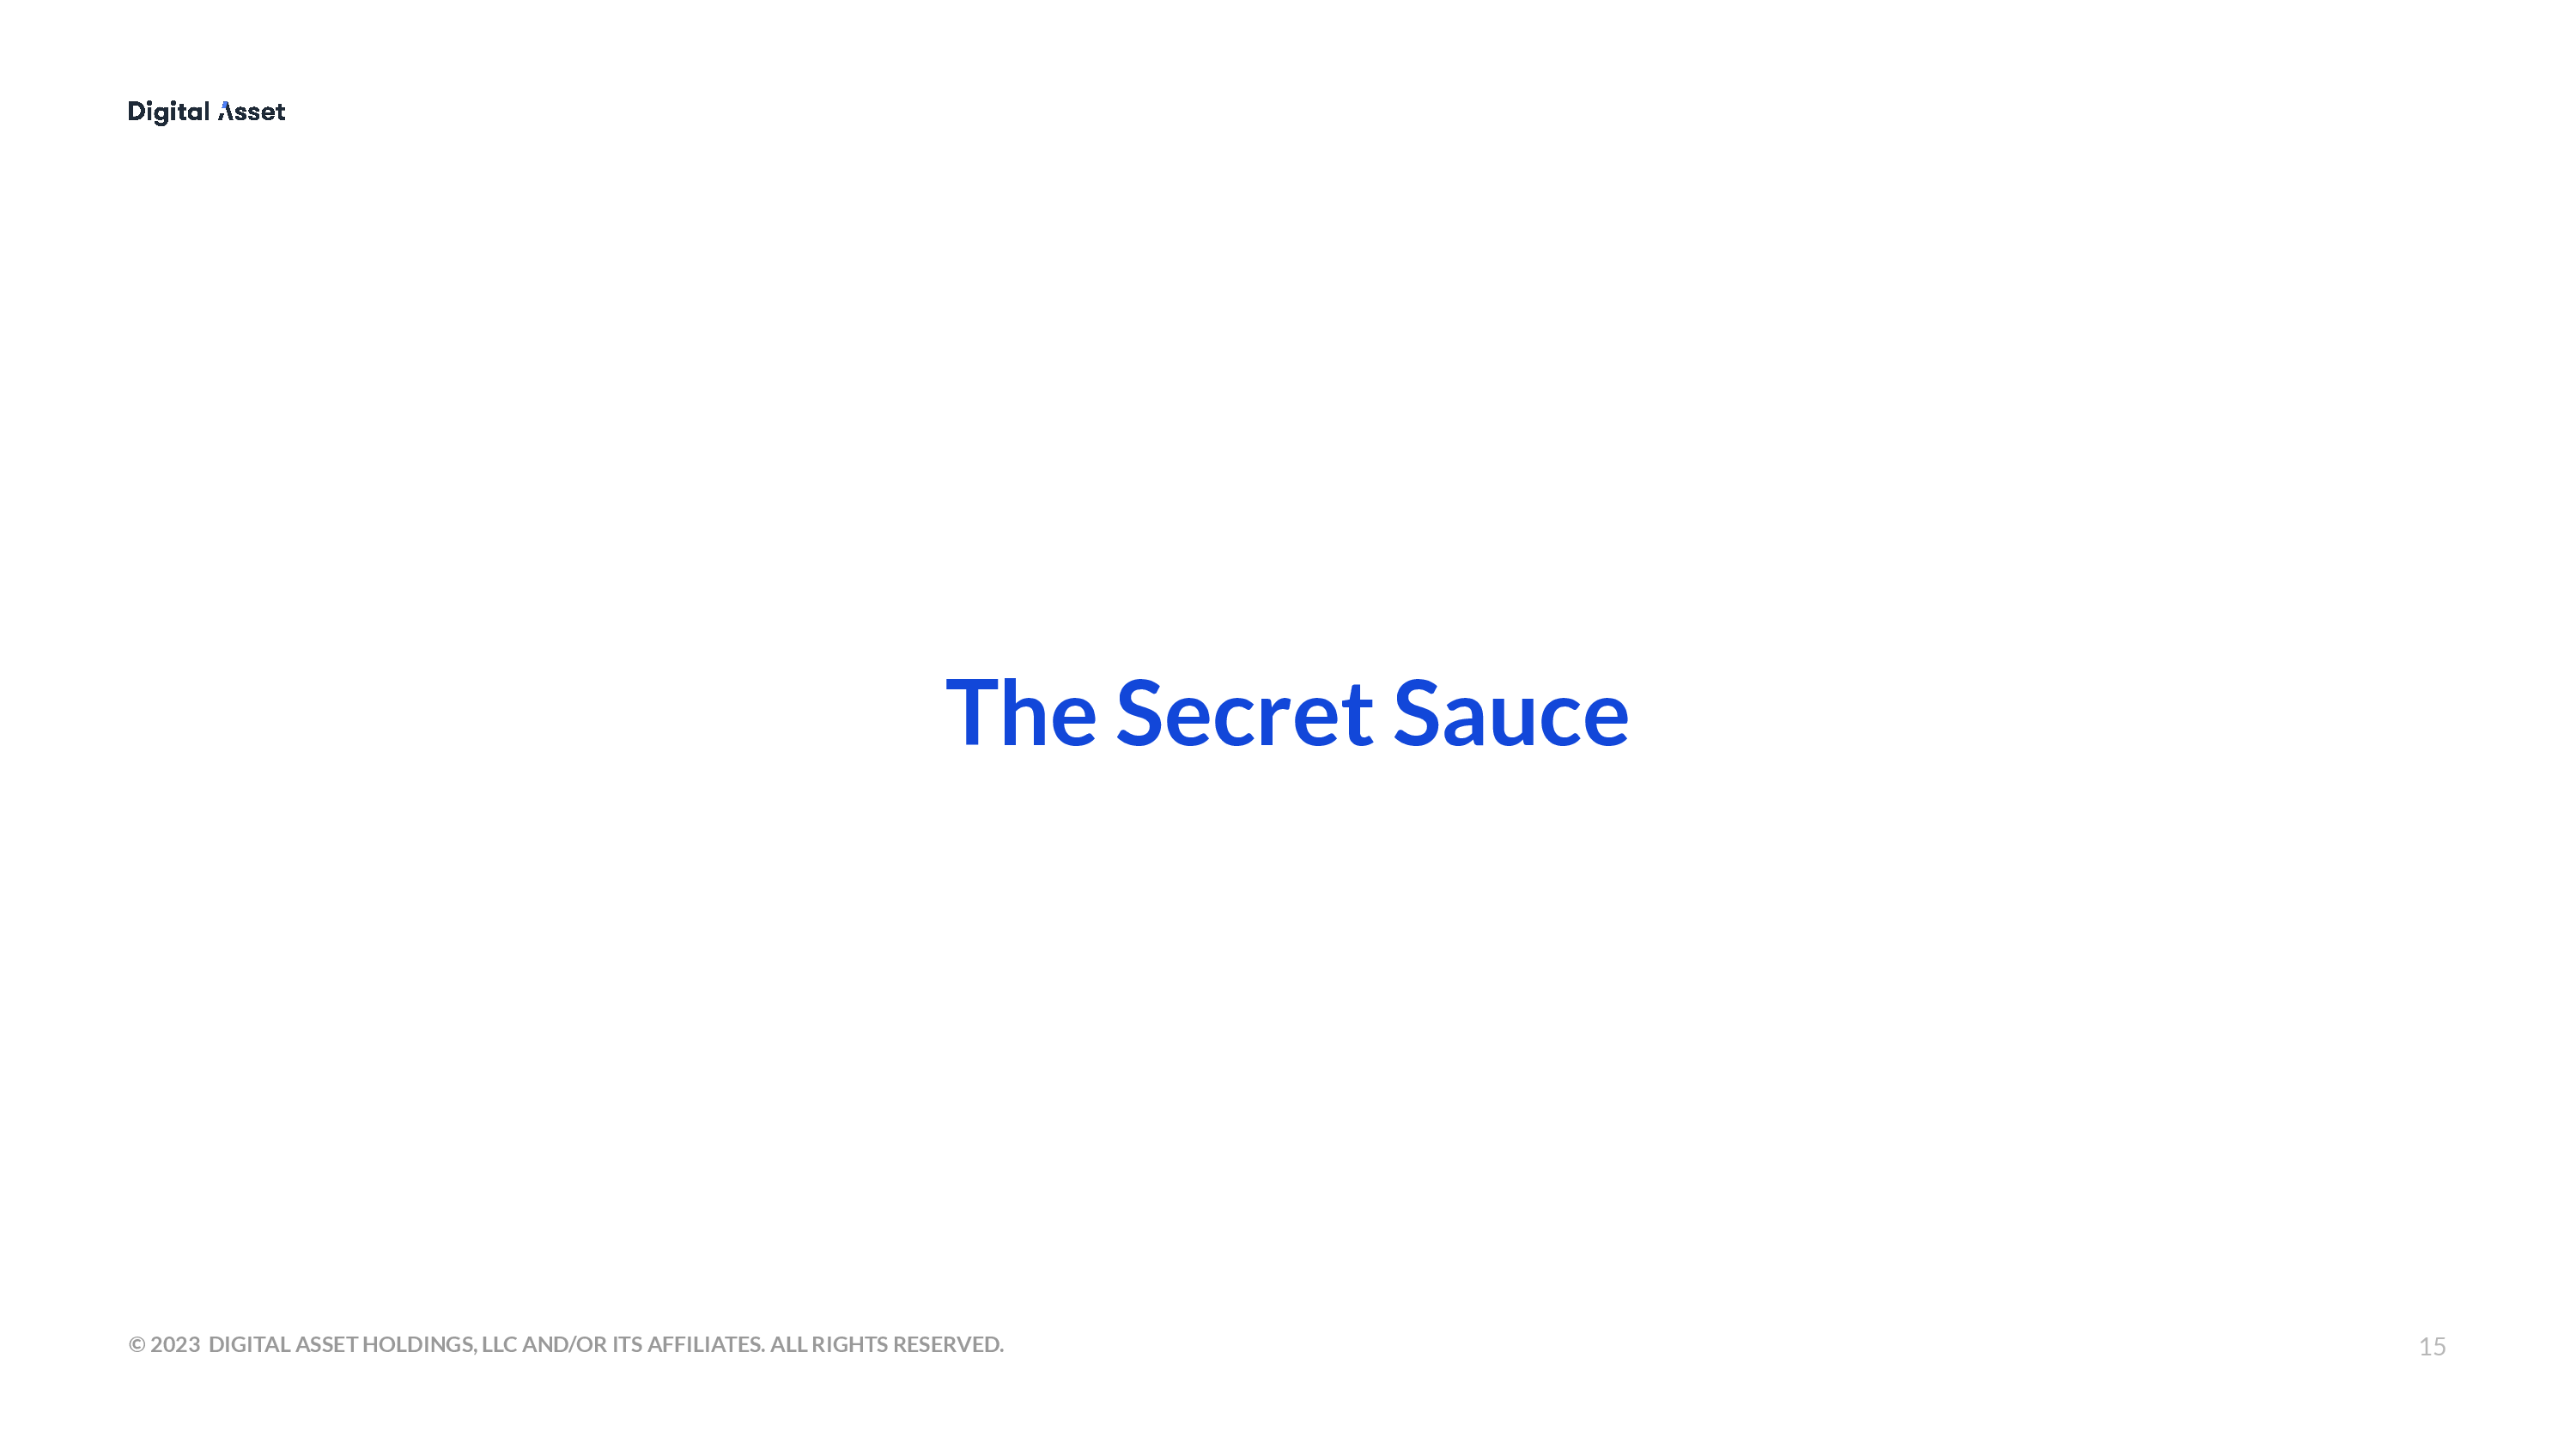 Digital Asset
The Secret Sauce
© 2023 DIGITAL ASSET HOLDINGS, LLC AND/OR ITS AFFILIATES. ALL RIGHTS RESERVED.
15